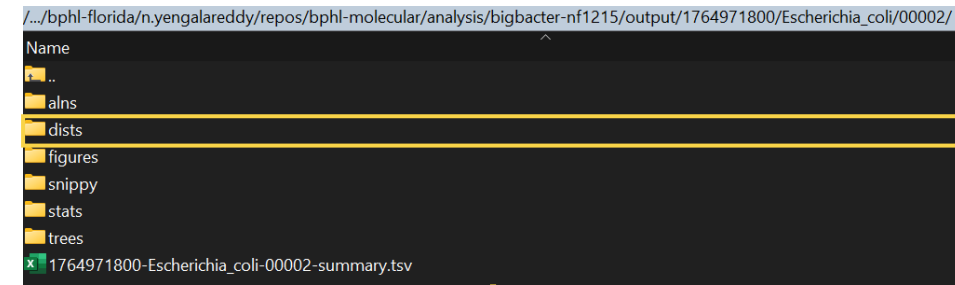 /.../bphl-florida/n.yengalareddy/repos/bphl-molecular/analysis/bigbacter-nf1215/output/1764971800/Escherichia_coli/00002/
Name
..
alns
dists
figures
snippy
stats
trees
1764971800-Escherichia_coli-00002-summary.tsv